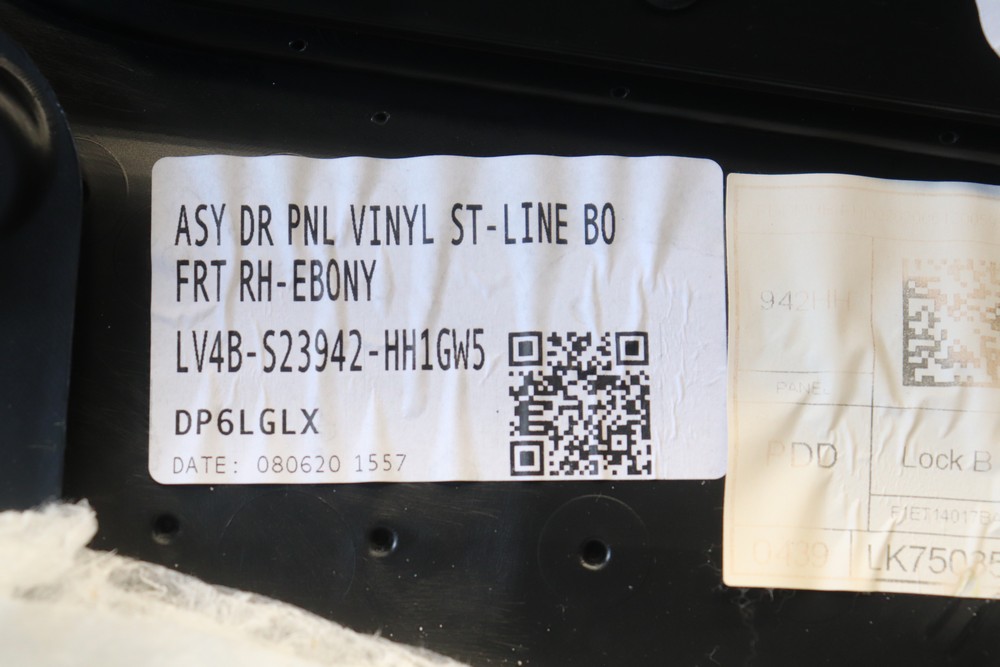 ASY DR PNL VINYL ST-LINE BO
FRT RH-EBONY
LV4B-S23942-HH1GW5
DP6LGLX
DATE: 080620 1557
942HH
PANEL
PDD
Lock B
0439